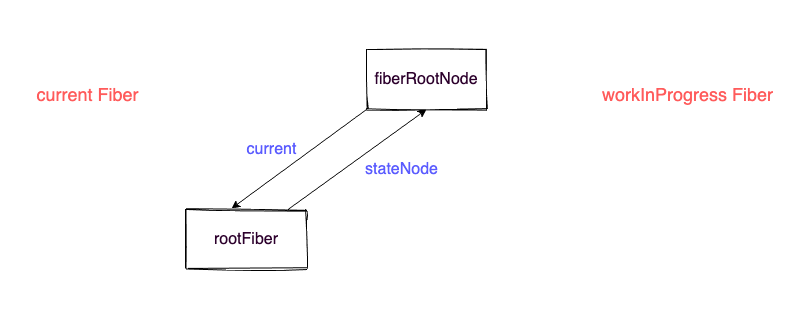 fiberRootNode
current Fiber
workInProgress Fiber
current
stateNode
rootFiber